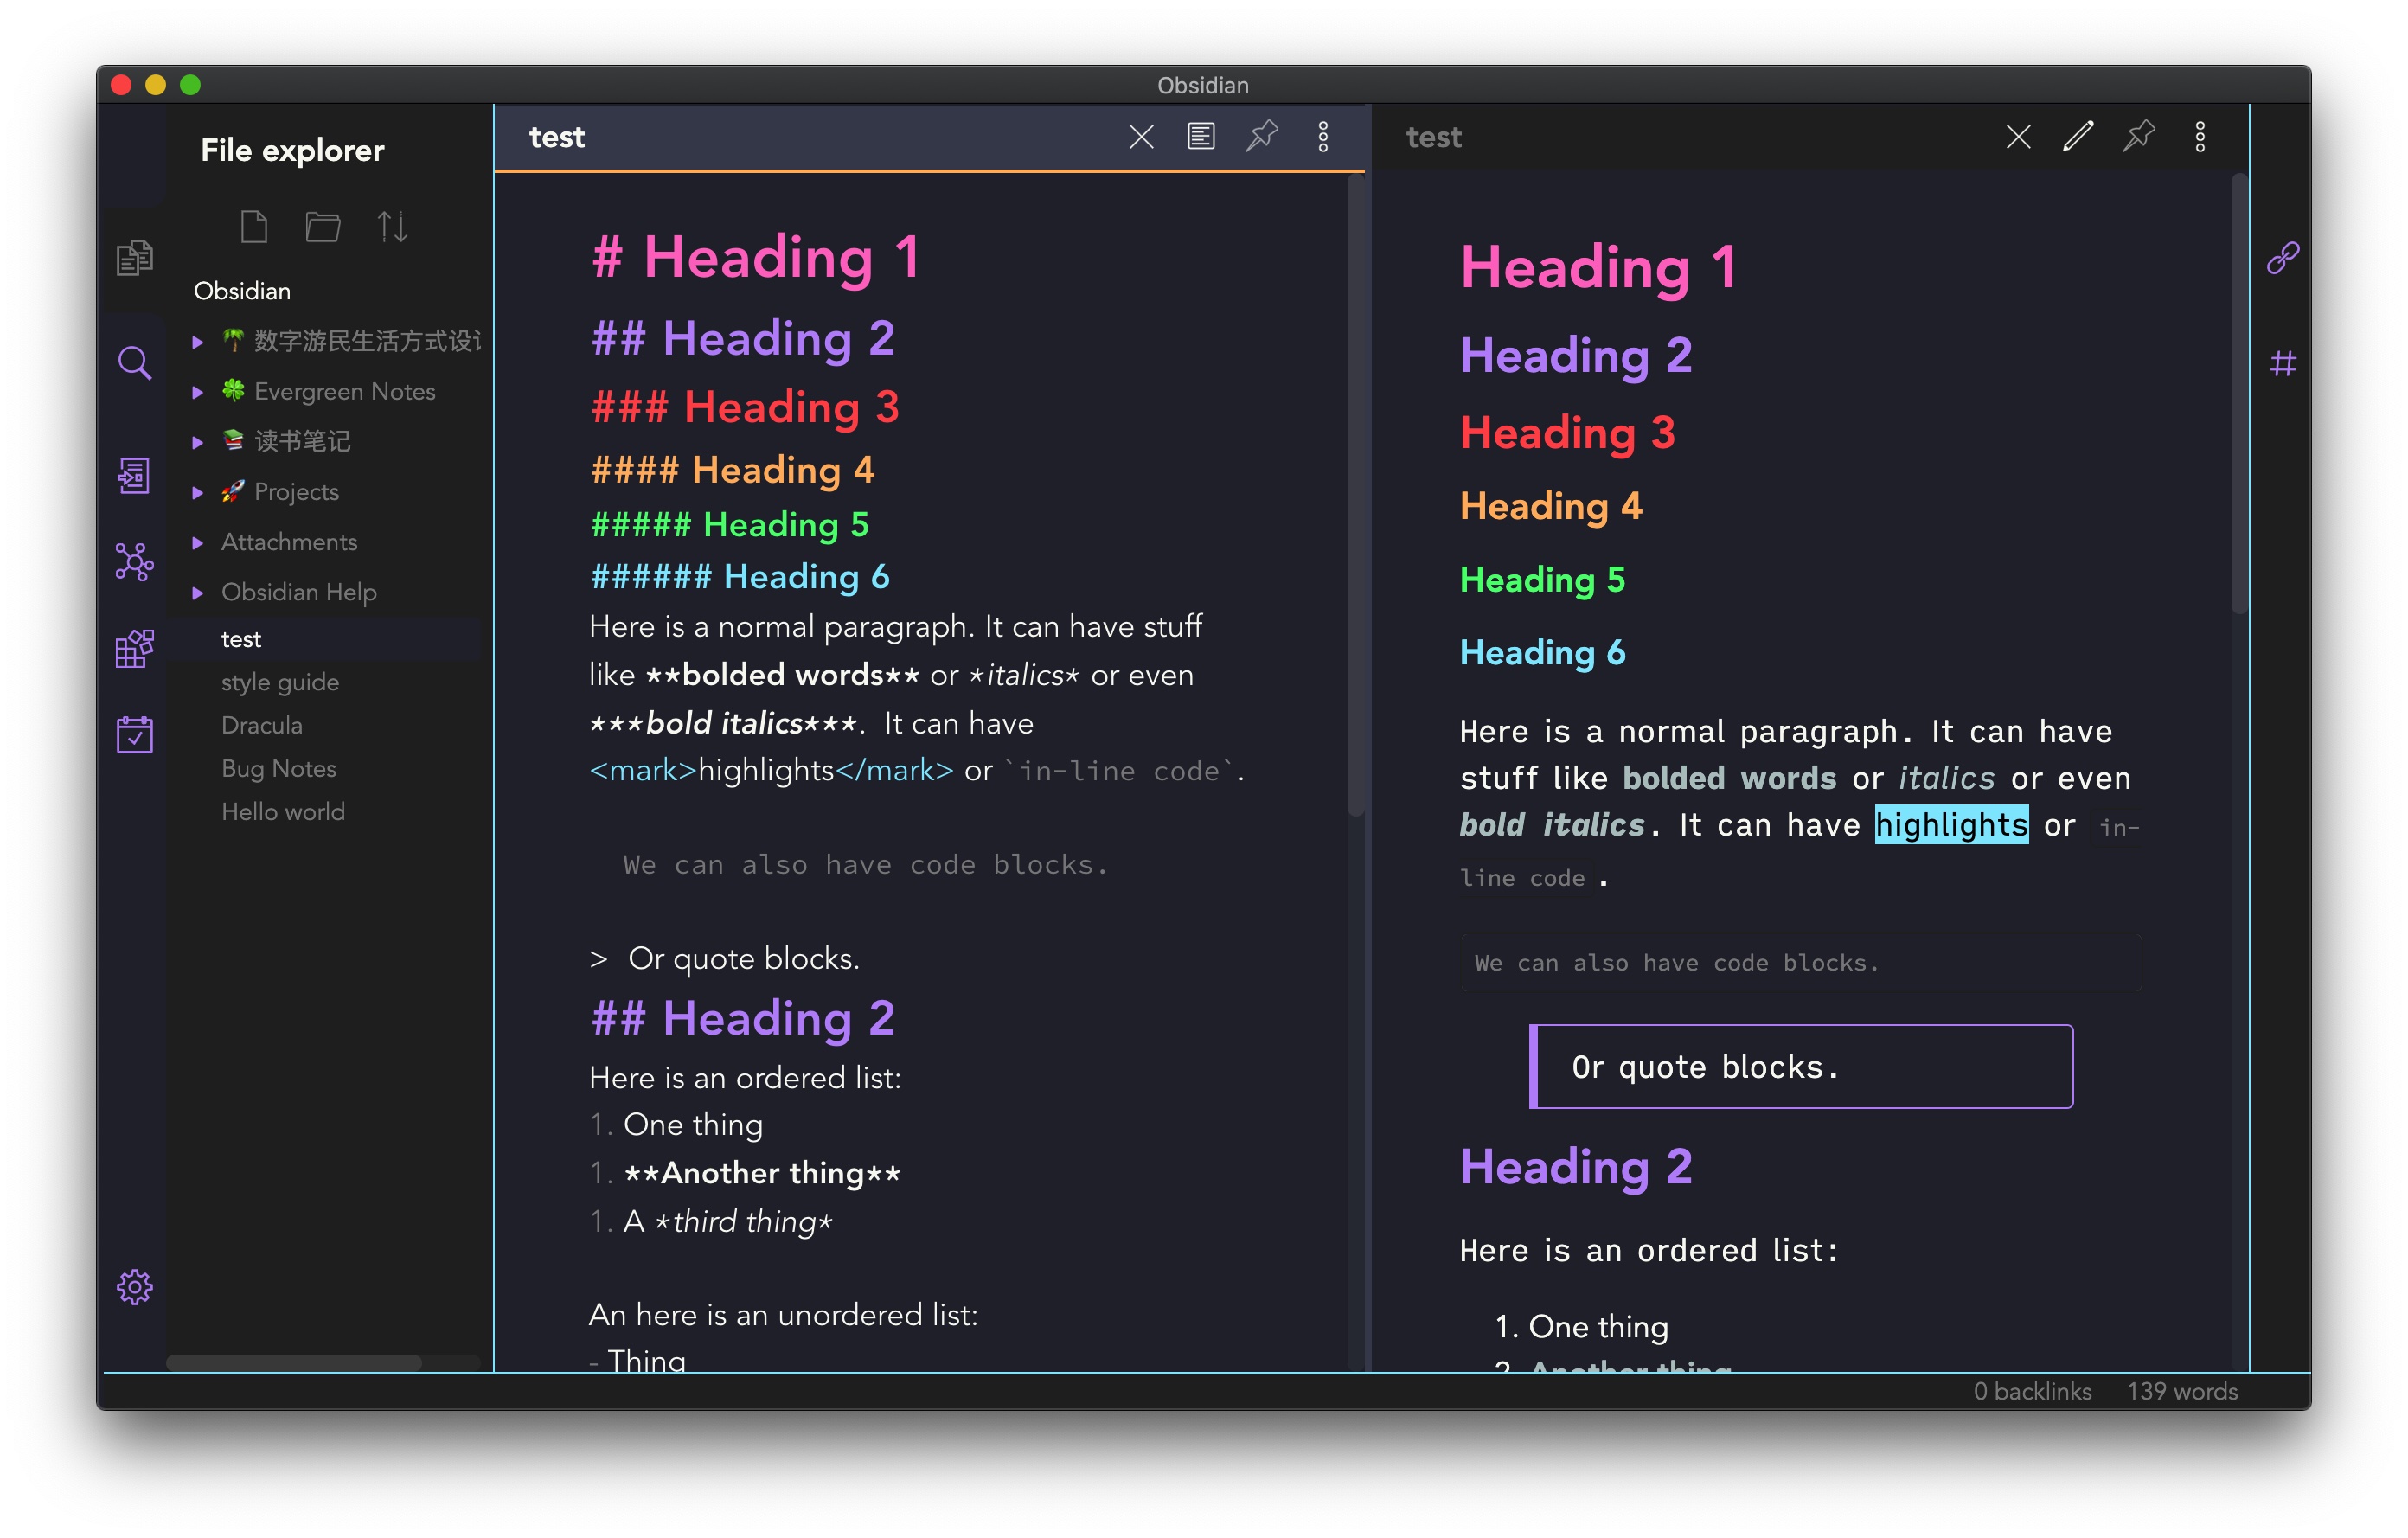 Obsidian
File explorer
Obsidian
🌴 数字游民生活方式设
🍀 Evergreen Notes
📚 读书笔记
🚀 Projects
Attachments
Obsidian Help
test
style guide
Dracula
Bug Notes
Hello world
test
# Heading 1
## Heading 2
### Heading 3
#### Heading 4
##### Heading 5
###### Heading 6
Here is a normal paragraph. It can have stuff
like **bolded words** or *italics* or even
***bold italics***.  It can have
<mark>highlights</mark> or `in-line code`.
We can also have code blocks.
> Or quote blocks.
## Heading 2
Here is an ordered list:
1. One thing
1. **Another thing**
1. A *third thing*
An here is an unordered list:
- Thing
test
Heading 1
Heading 2
Heading 3
Heading 4
Heading 5
Heading 6
Here is a normal paragraph. It can have
stuff like bolded words or italics or even
bold italics. It can have highlights or in-
line code .
We can also have code blocks.
Or quote blocks.
Heading 2
Here is an ordered list:
1. One thing
2. Another thing
0 backlinks
139 words